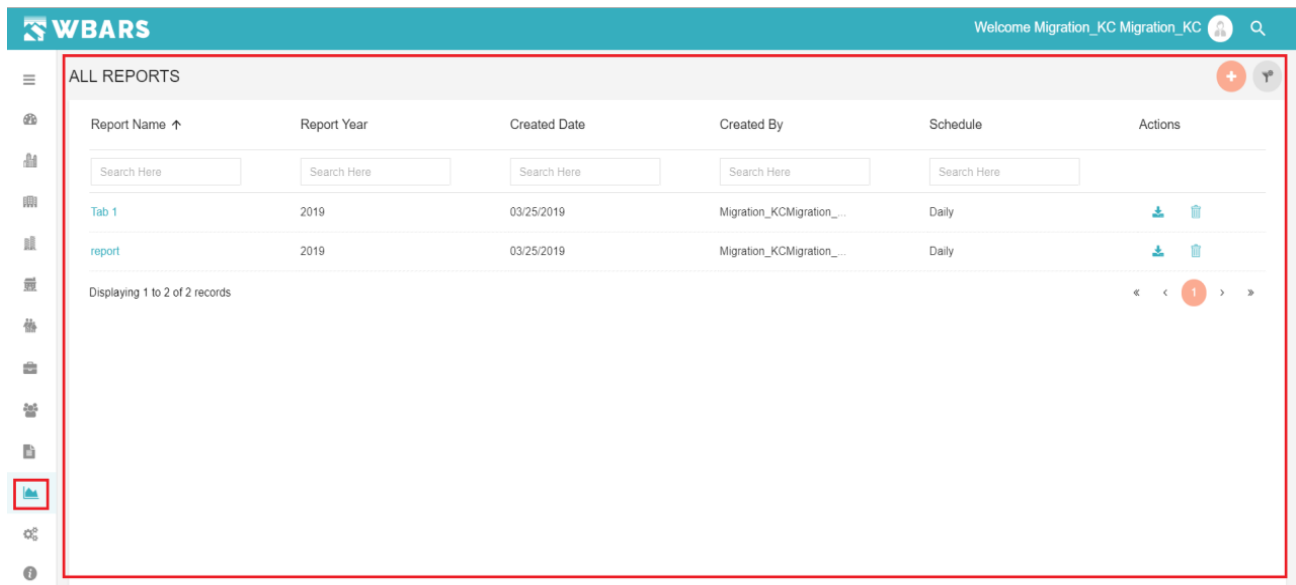 WBARS
Welcome Migration_KC Migration_KC
ALL REPORTS
Report Name ↑ Report Year Created Date Created By Schedule Actions
Search Here Search Here Search Here Search Here Search Here
Tab 1 2019 03/25/2019 Migration_KCMigration_... Daily
report 2019 03/25/2019 Migration_KCMigration_... Daily
Displaying 1 to 2 of 2 records « < 1 > »